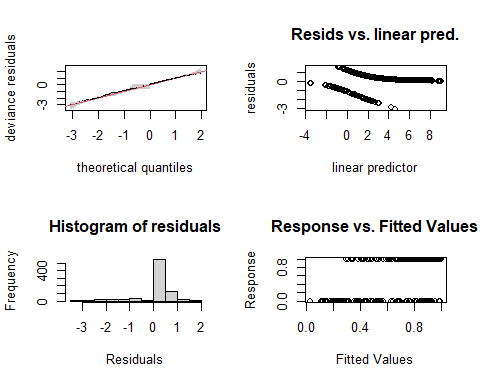 deviance residuals
0
-3
-3 -2 -1 0 1 2
theoretical quantiles
Resids vs. linear pred.
residuals
0
-3
-4 0 2 4 6 8
linear predictor
Histogram of residuals
Frequency
400
0
-3 -2 -1 0 1 2
Residuals
Response vs. Fitted Values
Response
0.8
0.0
0.0 0.4 0.8
Fitted Values